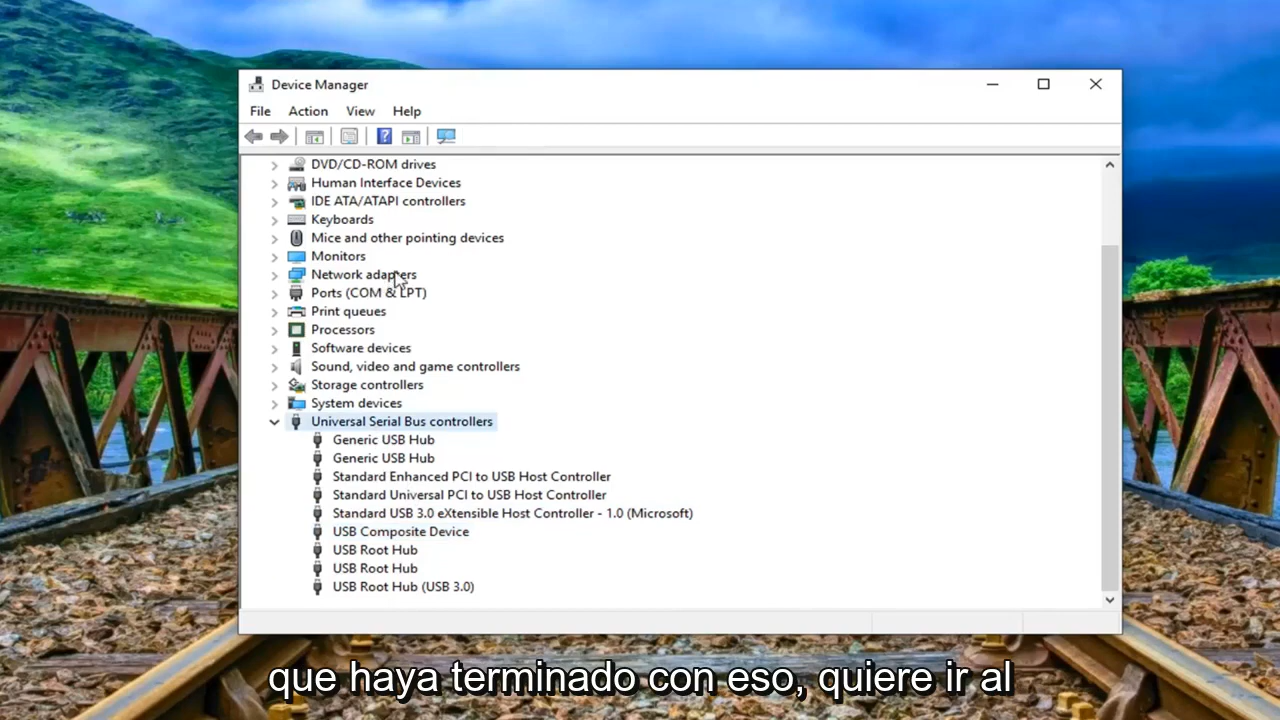 Device Manager
File Action View Help
DVD/CD-ROM drives
Human Interface Devices
IDE ATA/ATAPI controllers
Keyboards
Mice and other pointing devices
Monitors
Network adapters
Ports (COM & LPT)
Print queues
Processors
Software devices
Sound, video and game controllers
Storage controllers
System devices
Universal Serial Bus controllers
Generic USB Hub
Generic USB Hub
Standard Enhanced PCI to USB Host Controller
Standard Universal PCI to USB Host Controller
Standard USB 3.0 eXtensible Host Controller - 1.0 (Microsoft)
USB Composite Device
USB Root Hub
USB Root Hub
USB Root Hub (USB 3.0)
que haya terminado con eso, quiere ir al